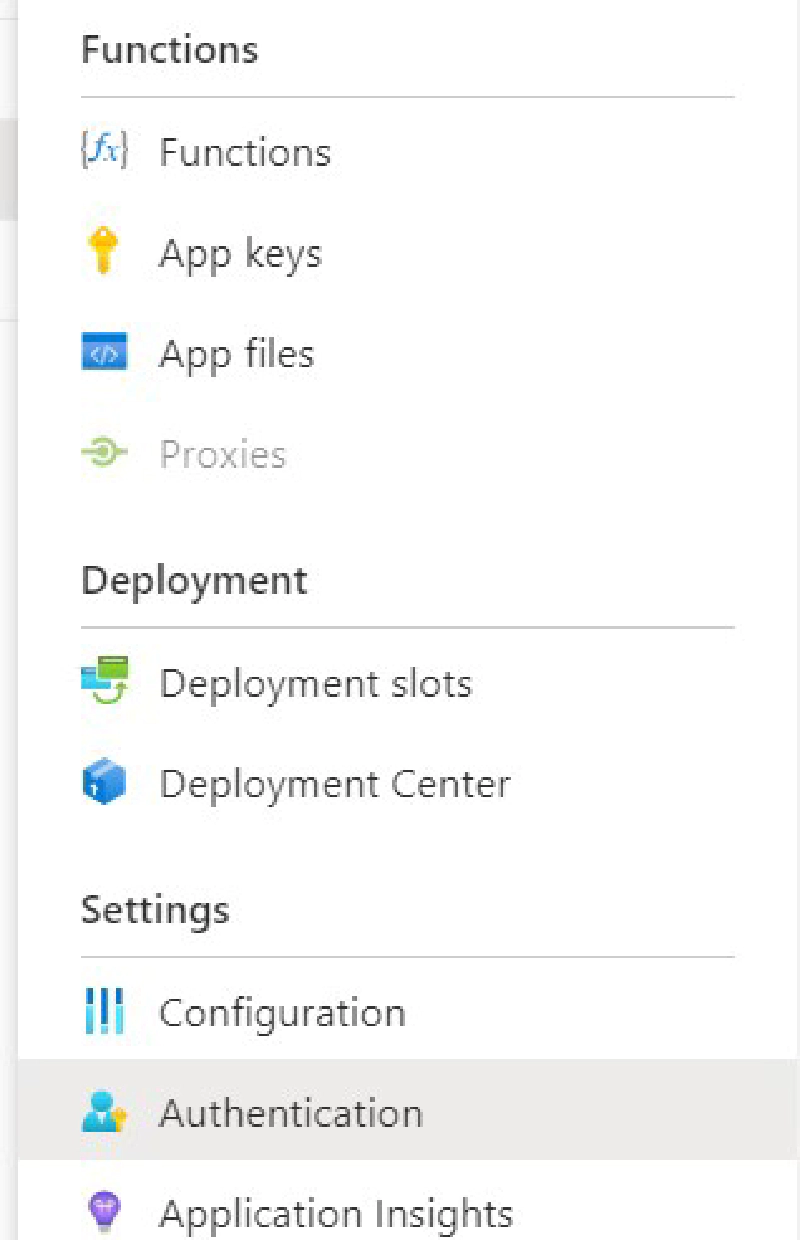 Functions
{fx} Functions
App keys
</> App files
Proxies
Deployment
Deployment slots
Deployment Center
Settings
Configuration
Authentication
Application Insights